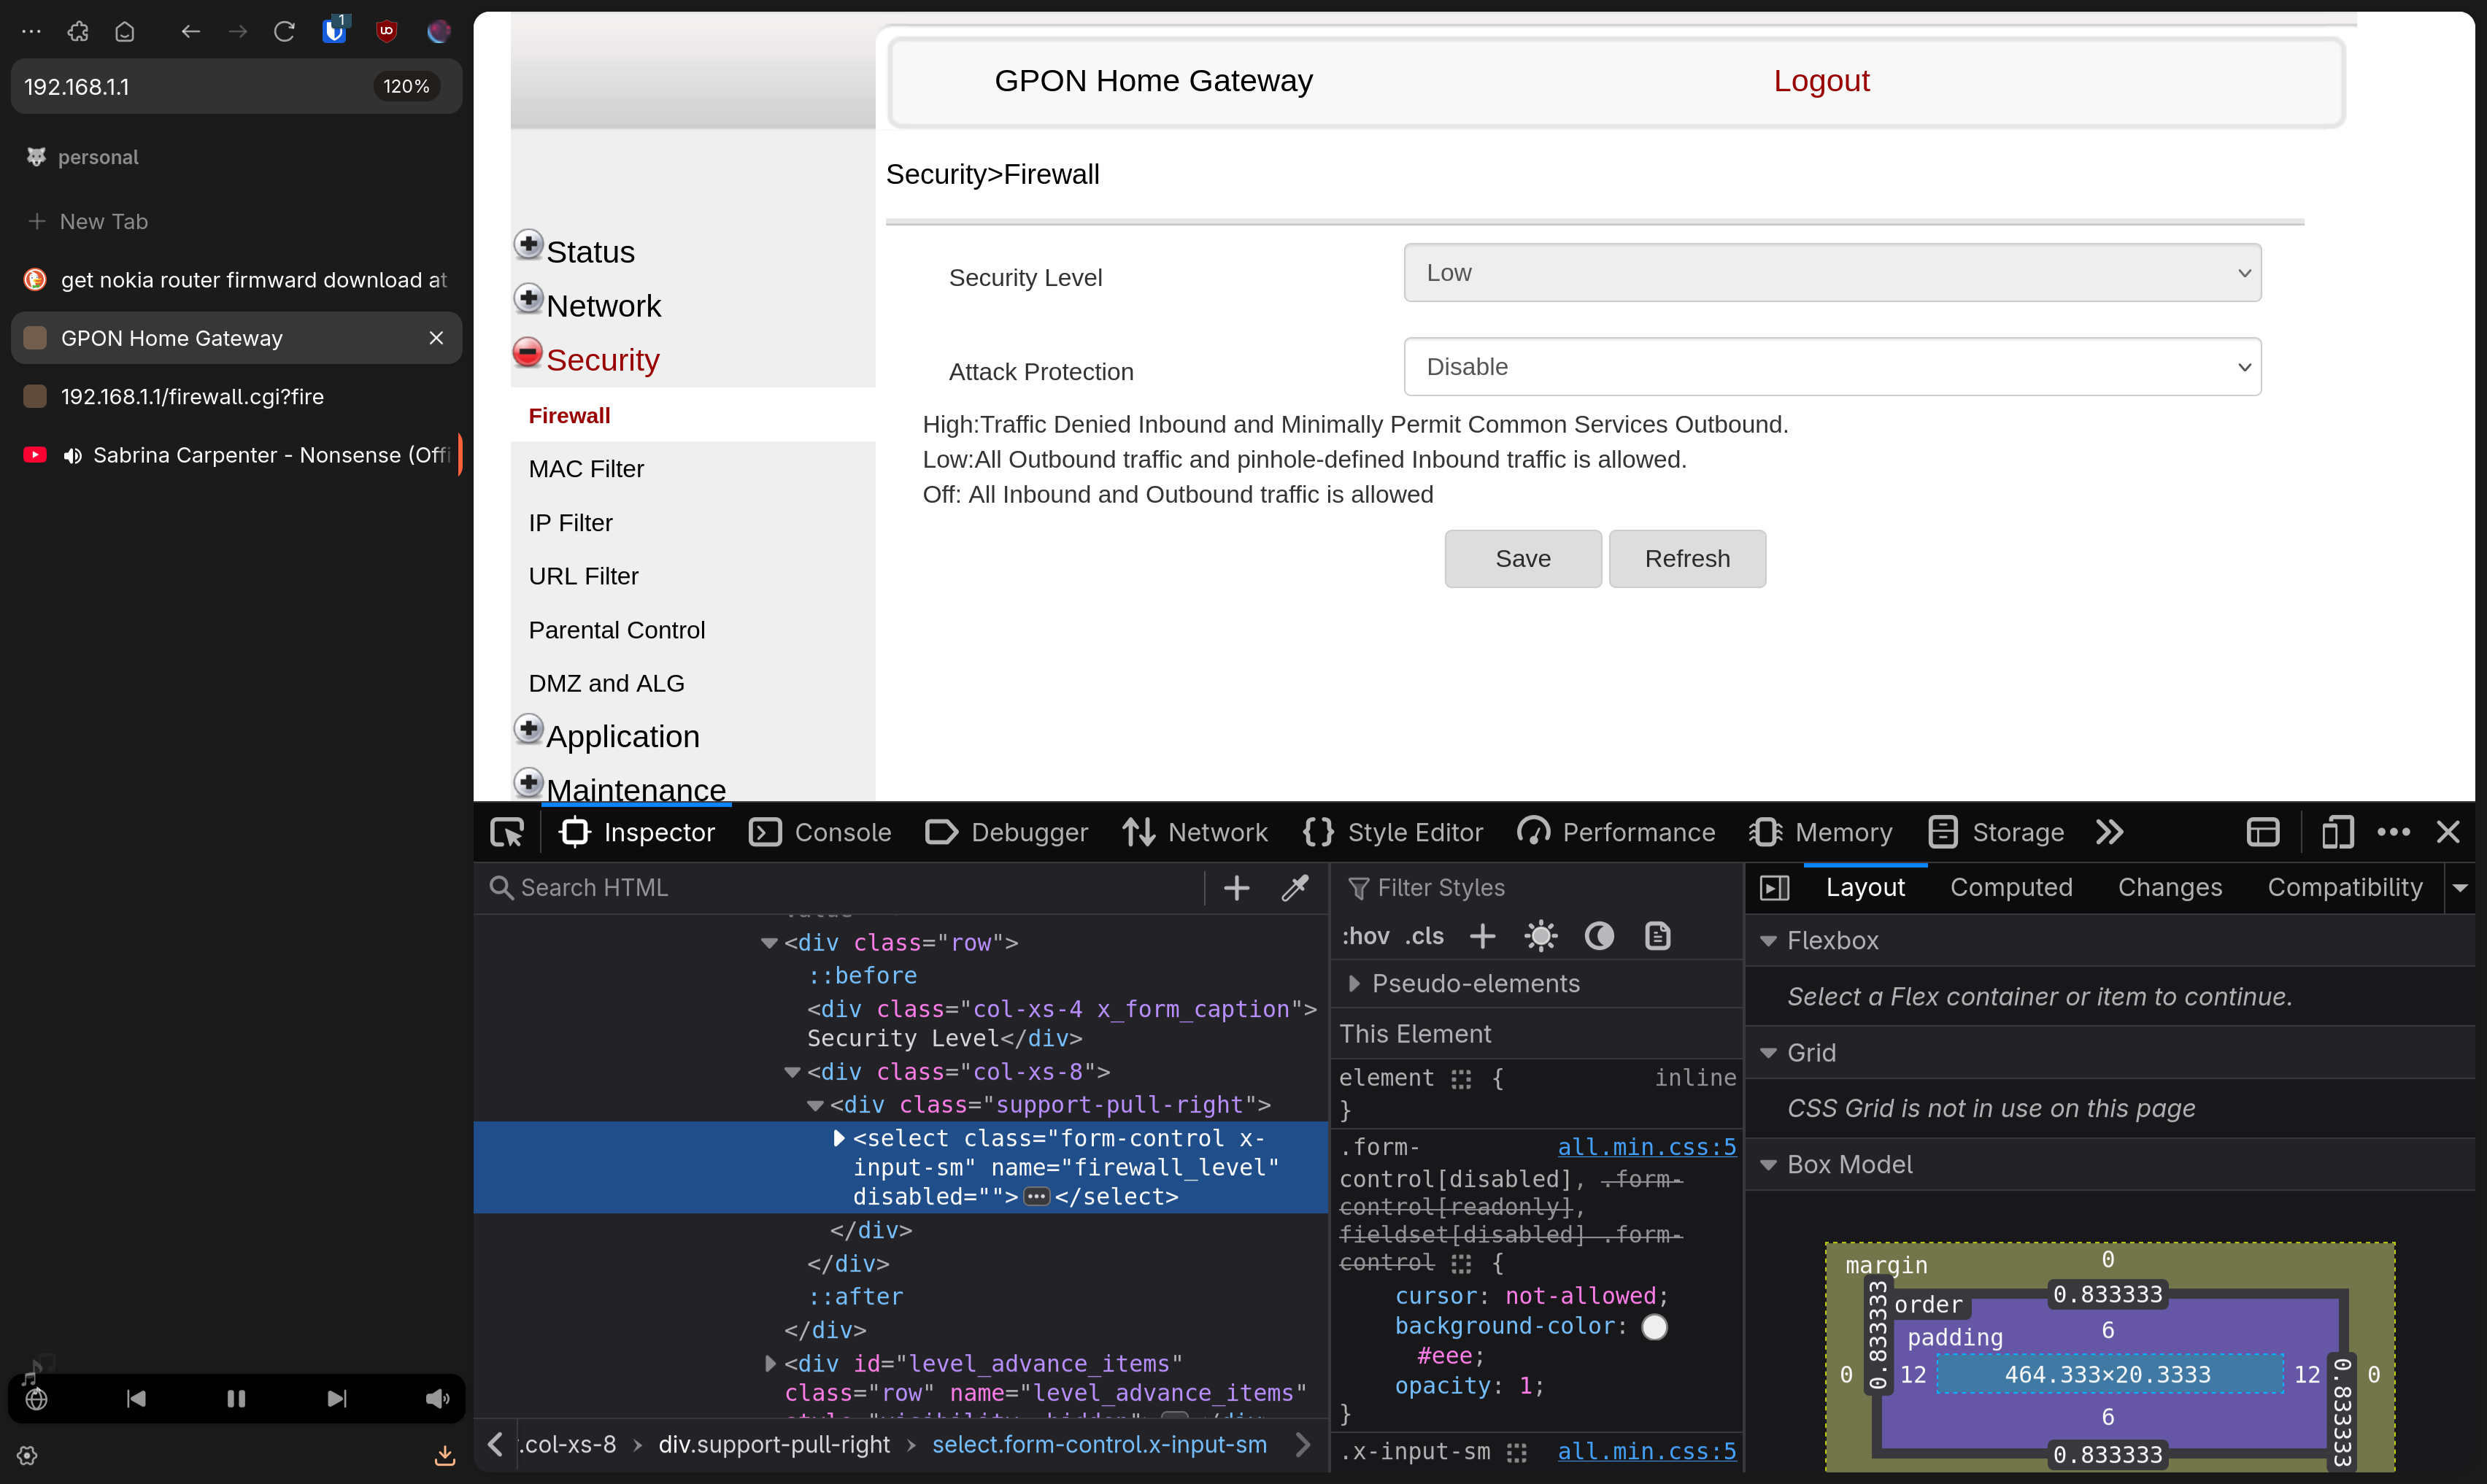 1
192.168.1.1
120%
personal
New Tab
get nokia router firmward download at
GPON Home Gateway
192.168.1.1/firewall.cgi?fire
Sabrina Carpenter - Nonsense (Offi
GPON Home Gateway
Logout
Security>Firewall
Status
Network
Security
Firewall
MAC Filter
IP Filter
URL Filter
Parental Control
DMZ and ALG
Application
Maintenance
Security Level
Low
Attack Protection
Disable
High:Traffic Denied Inbound and Minimally Permit Common Services Outbound.
Low:All Outbound traffic and pinhole-defined Inbound traffic is allowed.
Off: All Inbound and Outbound traffic is allowed
Save
Refresh
Inspector
Console
Debugger
Network
Style Editor
Performance
Memory
Storage
Search HTML
<div class="row">
::before
<div class="col-xs-4 x_form_caption">
Security Level</div>
<div class="col-xs-8">
<div class="support-pull-right">
<select class="form-control x-
input-sm" name="firewall_level"
disabled="">
</select>
</div>
</div>
::after
</div>
<div id="level_advance_items"
class="row" name="level_advance_items"
.col-xs-8
div.support-pull-right
select.form-control.x-input-sm
Filter Styles
:hov
.cls
Pseudo-elements
This Element
element {
inline
}
.form-
all.min.css:5
control[disabled], .form-
control[readonly],
fieldset[disabled] .form-
control {
cursor: not-allowed;
background-color:
#eee;
opacity: 1;
}
.x-input-sm
all.min.css:5
Layout
Computed
Changes
Compatibility
Flexbox
Select a Flex container or item to continue.
Grid
CSS Grid is not in use on this page
Box Model
margin
0
order
0.833333
padding
6
0
0.833333
12
464.333×20.3333
12
0.833333
0
6
0.833333